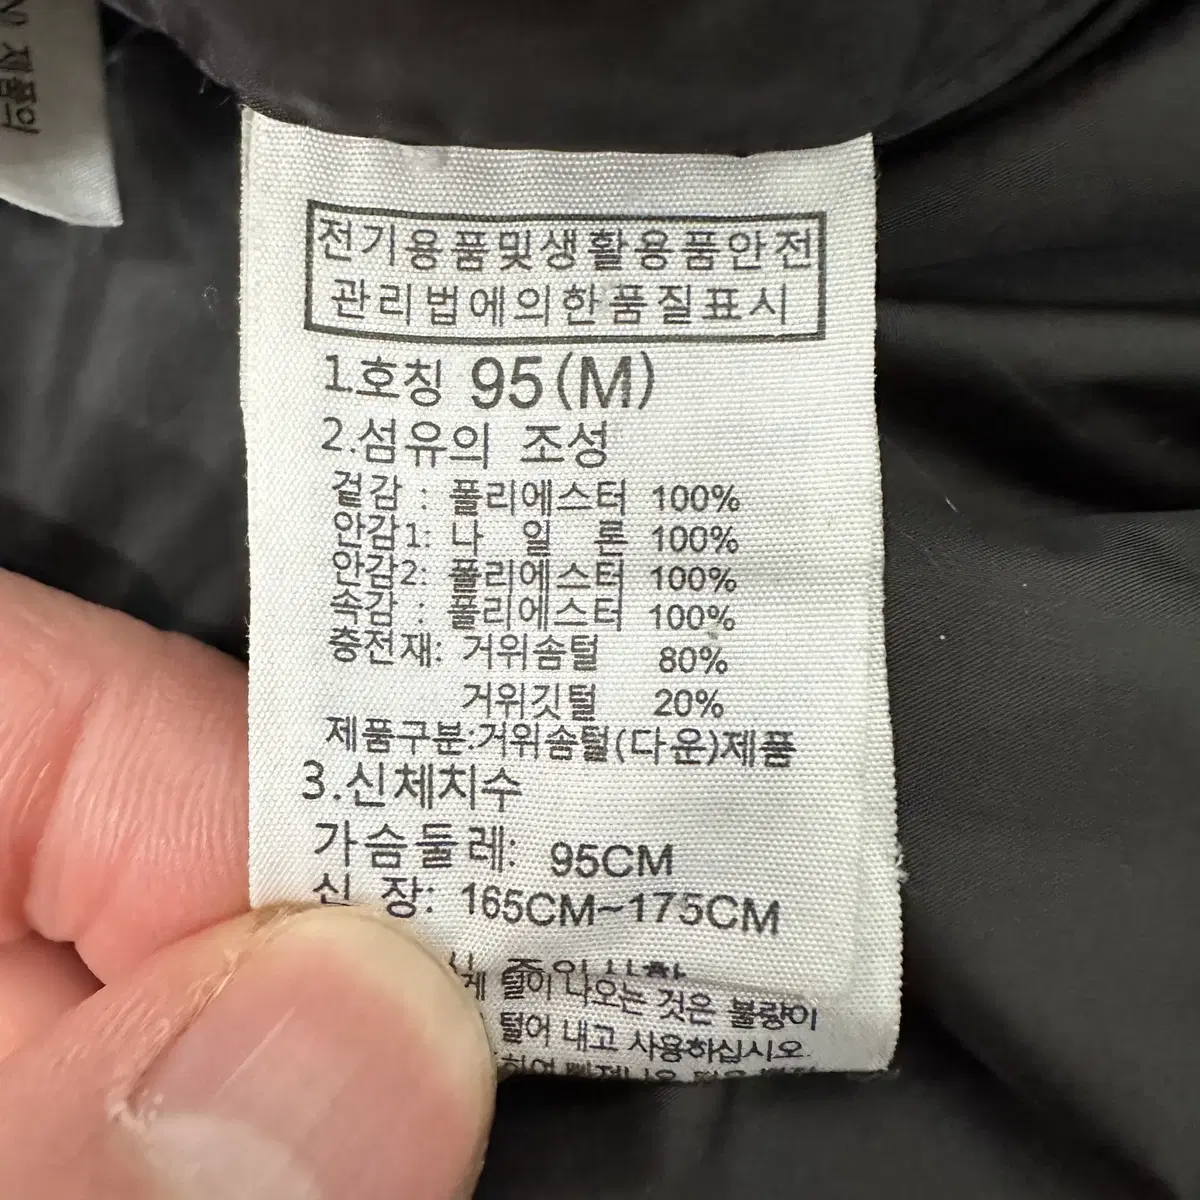 제품의
전기용품및생활용품안전
관리법에의한품질표시
1.호칭 95(M)
2.섬유의 조성
겉감 : 폴리에스터 100%
안감1: 나 일 론 100%
안감2: 폴리에스터 100%
속감 : 폴리에스터 100%
충전재: 거위솜털 80%
거위깃털 20%
제품구분:거위솜털(다운)제품
3.신체치수
가슴둘레: 95CM
신 장: 165CM~175CM
털이 나오는 것은 불량이
털어 내고 사용하십시오.